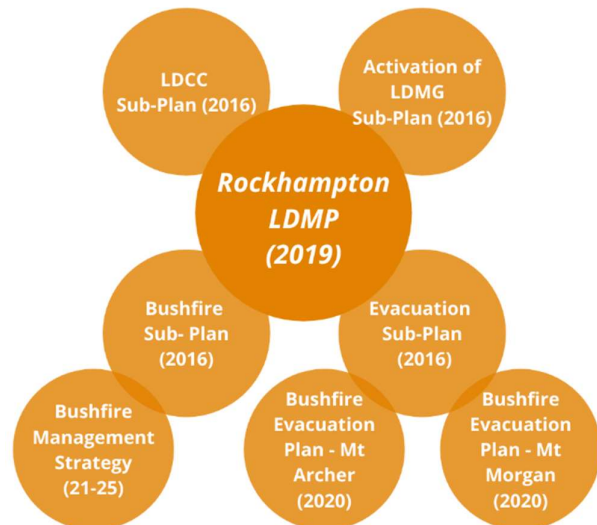 LDCC
Sub-Plan (2016)
Activation of
LDMG
Sub-Plan (2016)
Rockhampton
LDMP
(2019)
Bushfire
Sub- Plan
(2016)
Evacuation
Sub-Plan
(2016)
Bushfire
Management
Strategy
(21-25)
Bushfire
Evacuation
Plan - Mt
Archer
(2020)
Bushfire
Evacuation
Plan - Mt
Morgan
(2020)